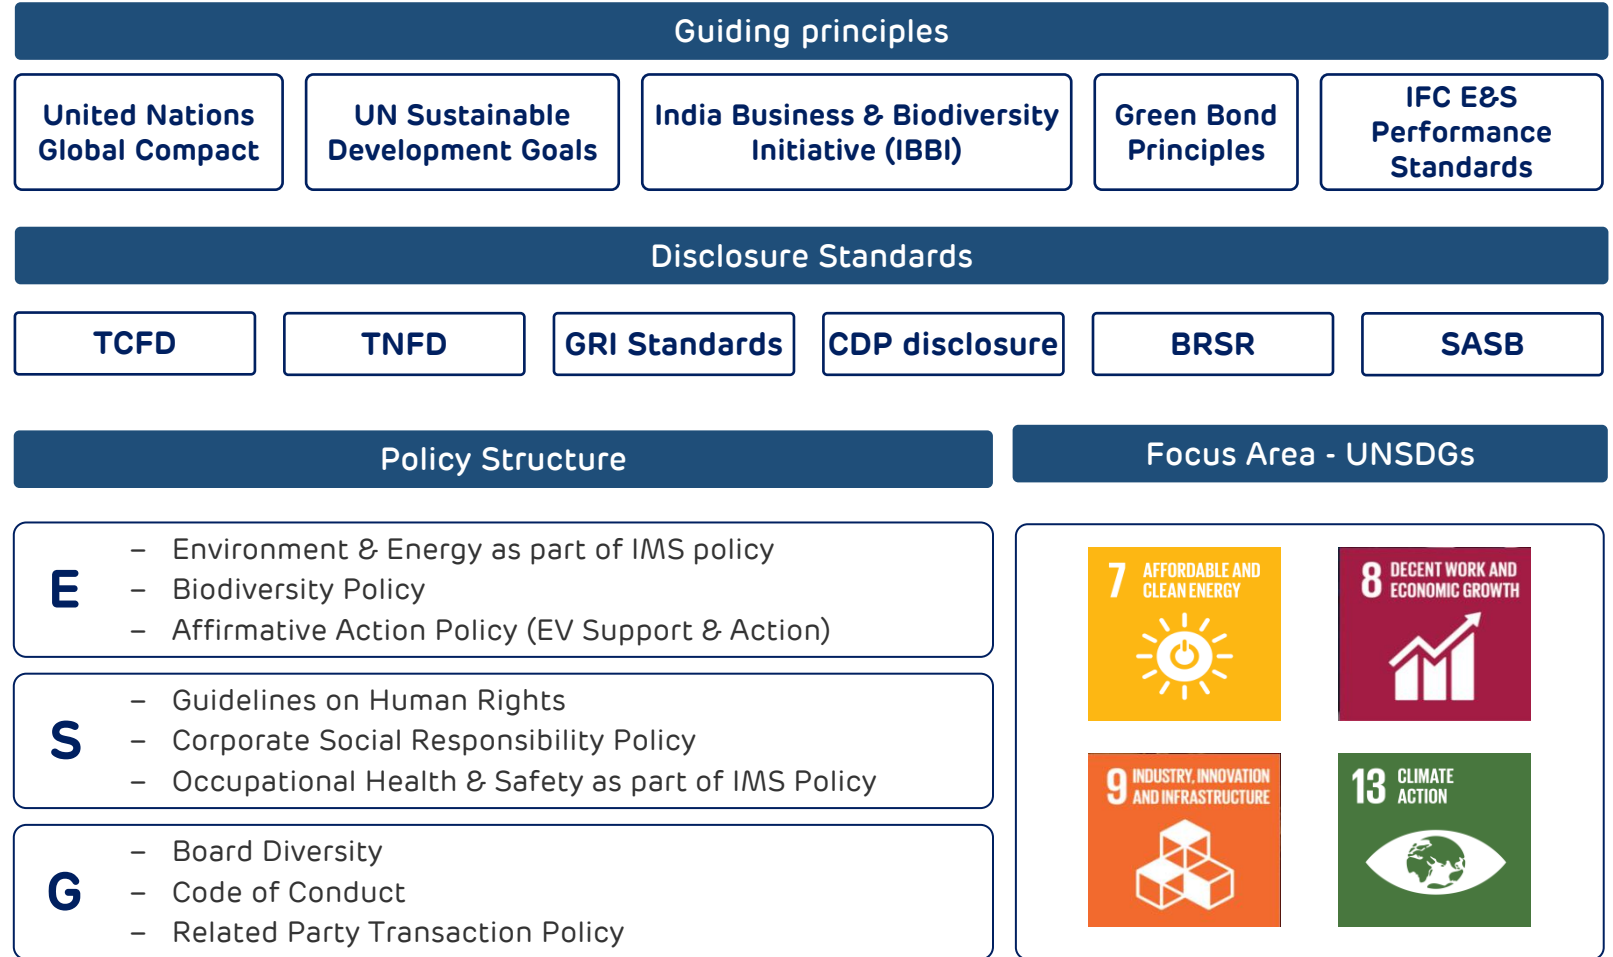 Guiding principles
United Nations
Global Compact
UN Sustainable
Development Goals
India Business & Biodiversity
Initiative (IBBI)
Green Bond
Principles
IFC E&S
Performance
Standards
Disclosure Standards
TCFD
TNFD
GRI Standards
CDP disclosure
BRSR
SASB
Policy Structure
E
– Environment & Energy as part of IMS policy
– Biodiversity Policy
– Affirmative Action Policy (EV Support & Action)
S
– Guidelines on Human Rights
– Corporate Social Responsibility Policy
– Occupational Health & Safety as part of IMS Policy
G
– Board Diversity
– Code of Conduct
– Related Party Transaction Policy
Focus Area - UNSDGs
7 AFFORDABLE AND
CLEAN ENERGY
8 DECENT WORK AND
ECONOMIC GROWTH
9 INDUSTRY, INNOVATION
AND INFRASTRUCTURE
13 CLIMATE
ACTION